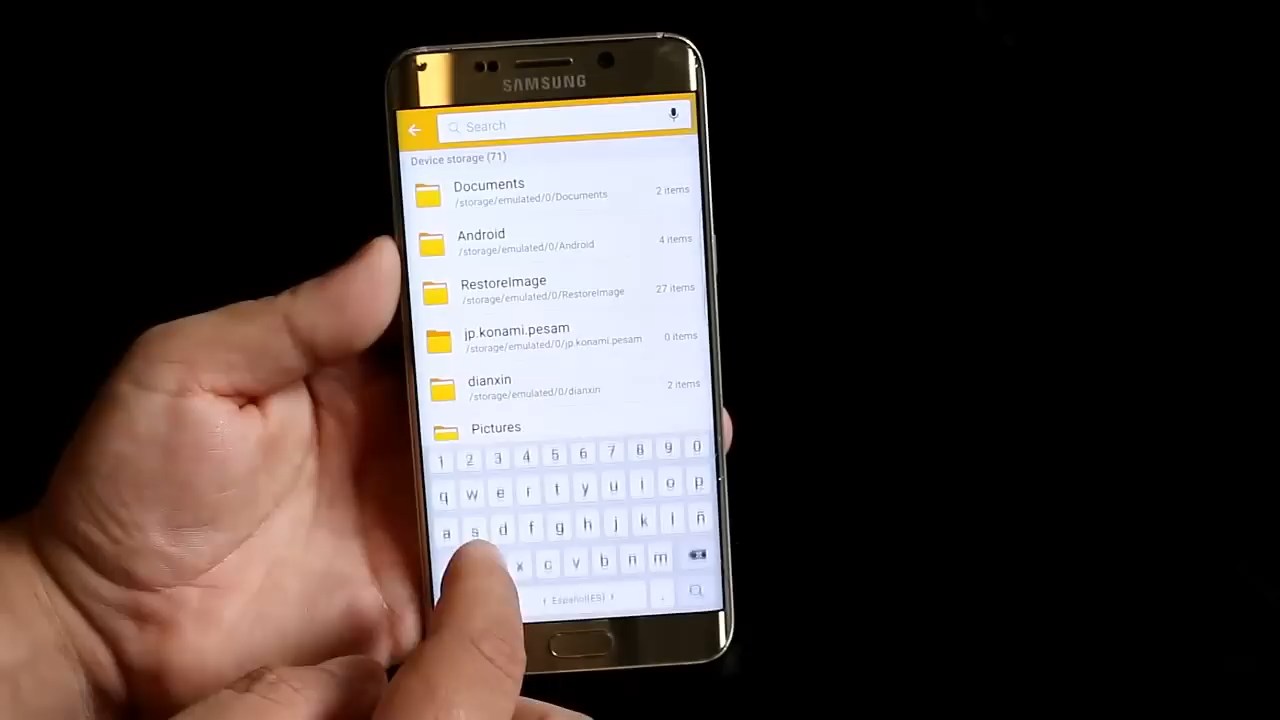 SAMSUNG
Search
Device storage (71)
Documents
/storage/emulated/0/Documents
2 items
Android
/storage/emulated/0/Android
4 items
RestoreImage
/storage/emulated/0/RestoreImage
27 items
jp.konami.pesam
/storage/emulated/0/jp.konami.pesam
0 items
dianxin
/storage/emulated/0/dianxin
2 items
Pictures
1 2 3 4 5 6 7 8 9 0
q w e r t y u i o p
a s d f g h j k l ñ
x c v b n m
Español(ES) .